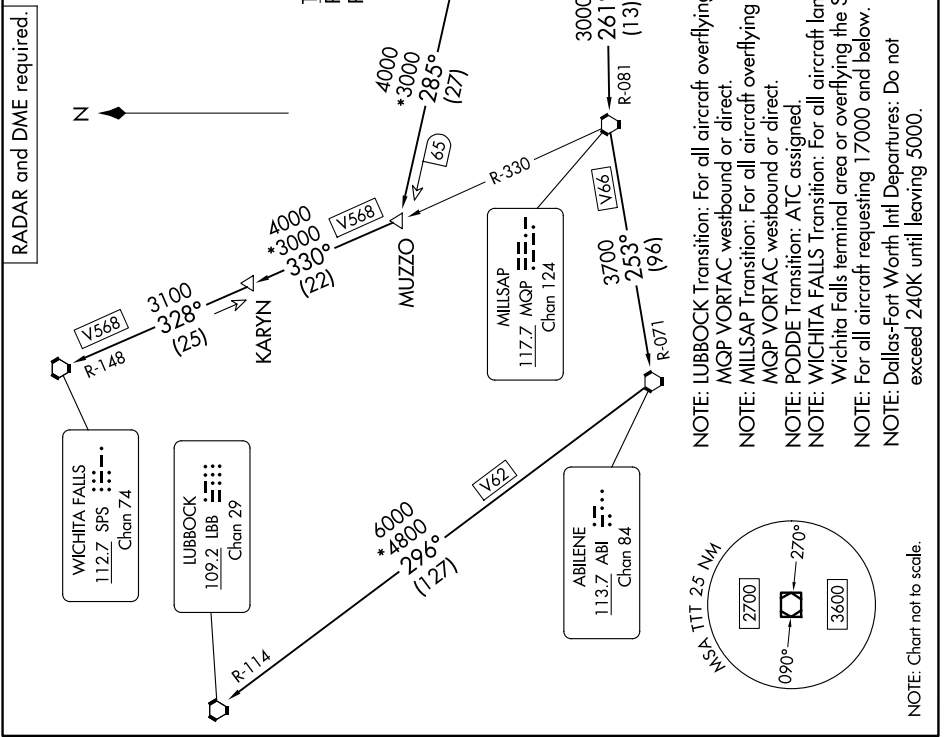 RADAR and DME required.
N
4000
*3000
285°
(27)
3000
261°
(13)
R-081
65
R-330
V568
4000
*3000
330°
(22)
MUZZO
KARYN
V568
3100
328°
(25)
R-148
WICHITA FALLS
112.7 SPS
Chan 74
LUBBOCK
109.2 LBB
Chan 29
MILLSAP
117.7 MQP
Chan 124
V66
3700
253°
(96)
R-071
V62
6000
*4800
296°
(127)
R-114
ABILENE
113.7 ABI
Chan 84
MSA TTT 25 NM
2700
270°
090°
3600
NOTE: LUBBOCK Transition: For all aircraft overflying
MQP VORTAC westbound or direct.
NOTE: MILLSAP Transition: For all aircraft overflying
MQP VORTAC westbound or direct.
NOTE: PODDE Transition: ATC assigned.
NOTE: WICHITA FALLS Transition: For all aircraft lan
Wichita Falls terminal area or overflying the S
NOTE: For all aircraft requesting 17000 and below.
NOTE: Dallas-Fort Worth Intl Departures: Do not
exceed 240K until leaving 5000.
NOTE: Chart not to scale.